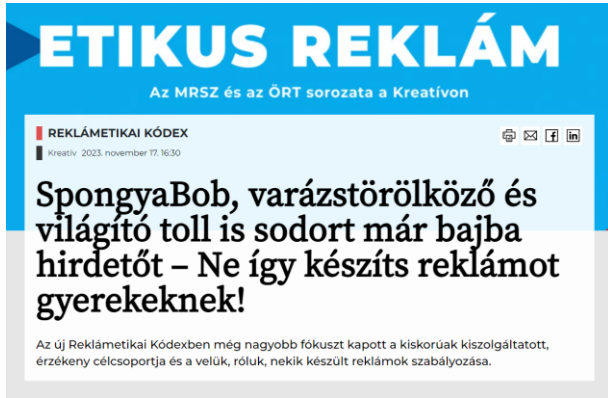 ETIKUS REKLÁM
Az MRSZ és az ÖRT sorozata a Kreatívon
REKLÁMETIKAI KÓDEX
Kreatív 2023. november 17. 16:30
SpongyaBob, varázstörölköző és
világító toll is sodort már bajba
hirdetőt – Ne így készíts reklámot
gyerekeknek!
Az új Reklámetikai Kódexben még nagyobb fókuszt kapott a kiskorúak kiszolgáltatott,
érzékeny célcsoportja és a velük, róluk, nekik készült reklámok szabályozása.